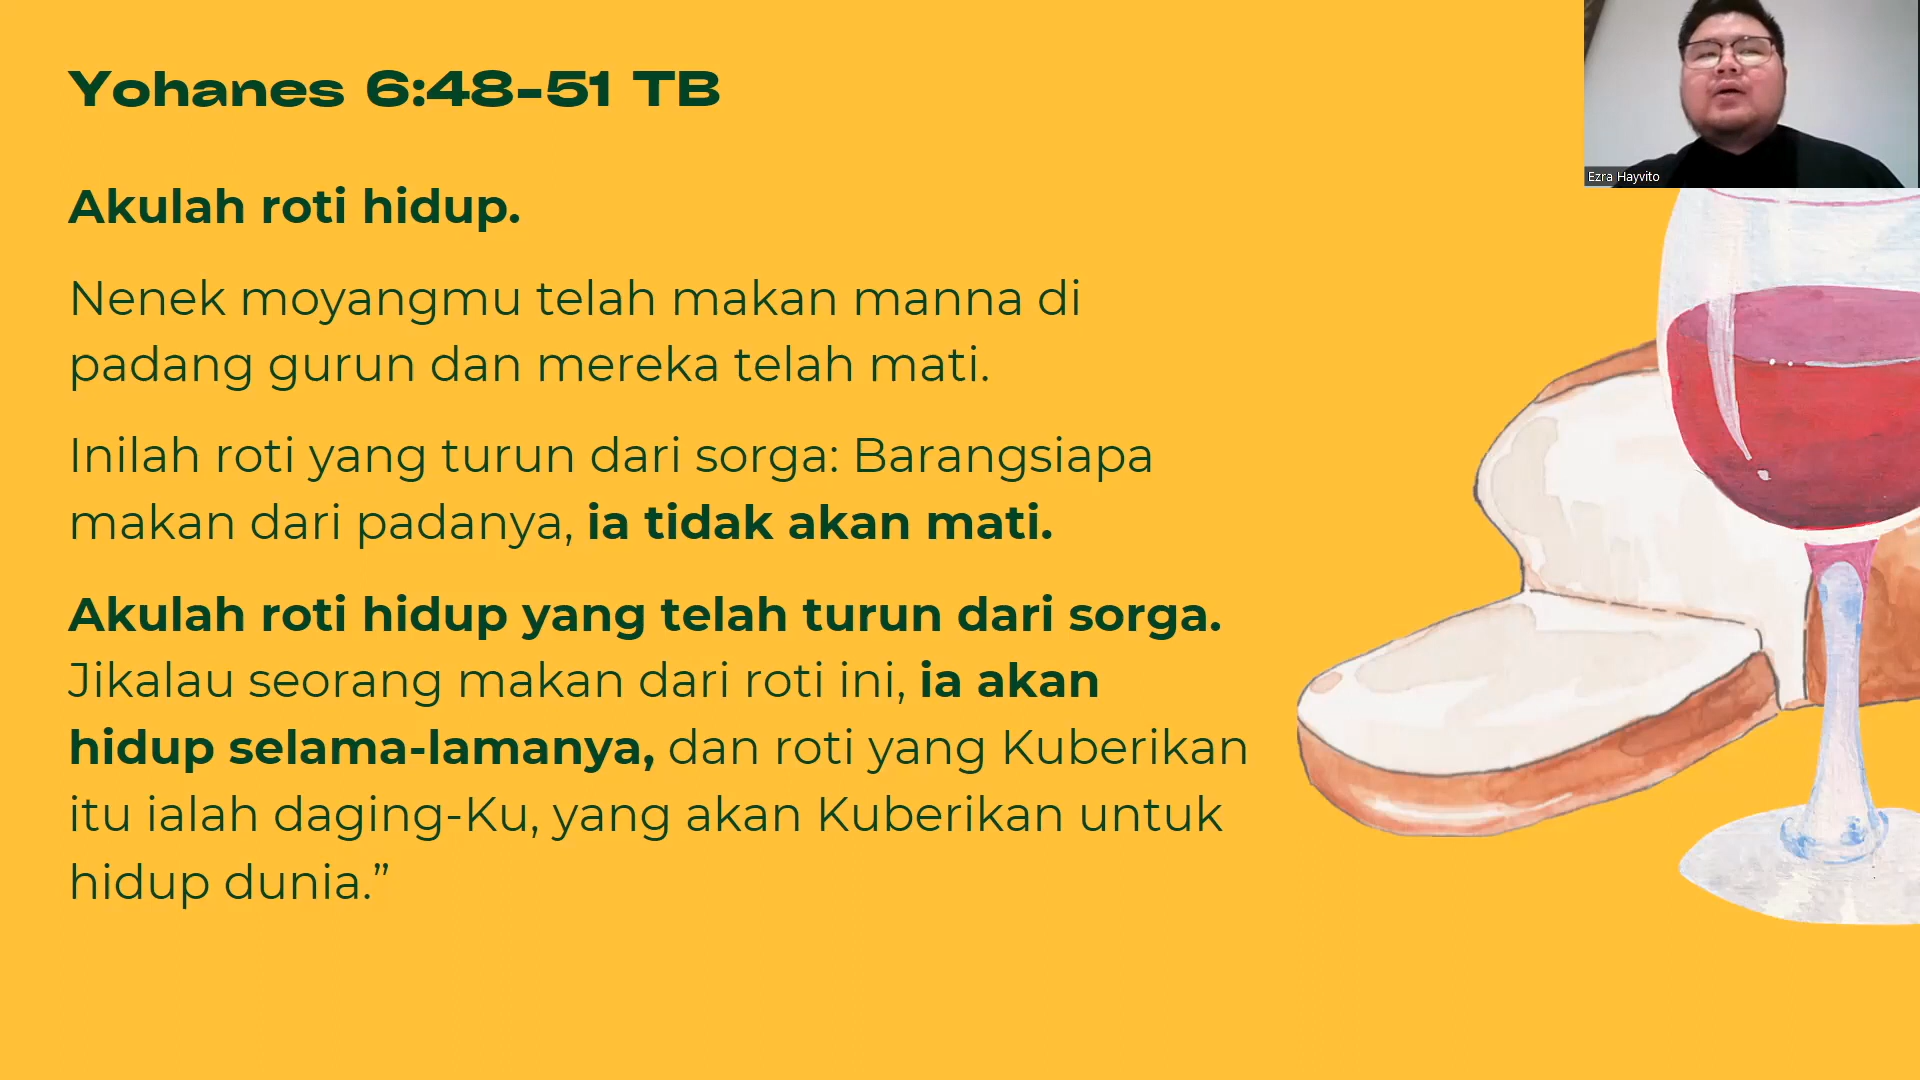 Yohanes 6:48-51 TB
Ezra Hayvito
Akulah roti hidup.
Nenek moyangmu telah makan manna di
padang gurun dan mereka telah mati.
Inilah roti yang turun dari sorga: Barangsiapa
makan dari padanya, ia tidak akan mati.
Akulah roti hidup yang telah turun dari sorga.
Jikalau seorang makan dari roti ini, ia akan
hidup selama-lamanya, dan roti yang Kuberikan
itu ialah daging-Ku, yang akan Kuberikan untuk
hidup dunia.”